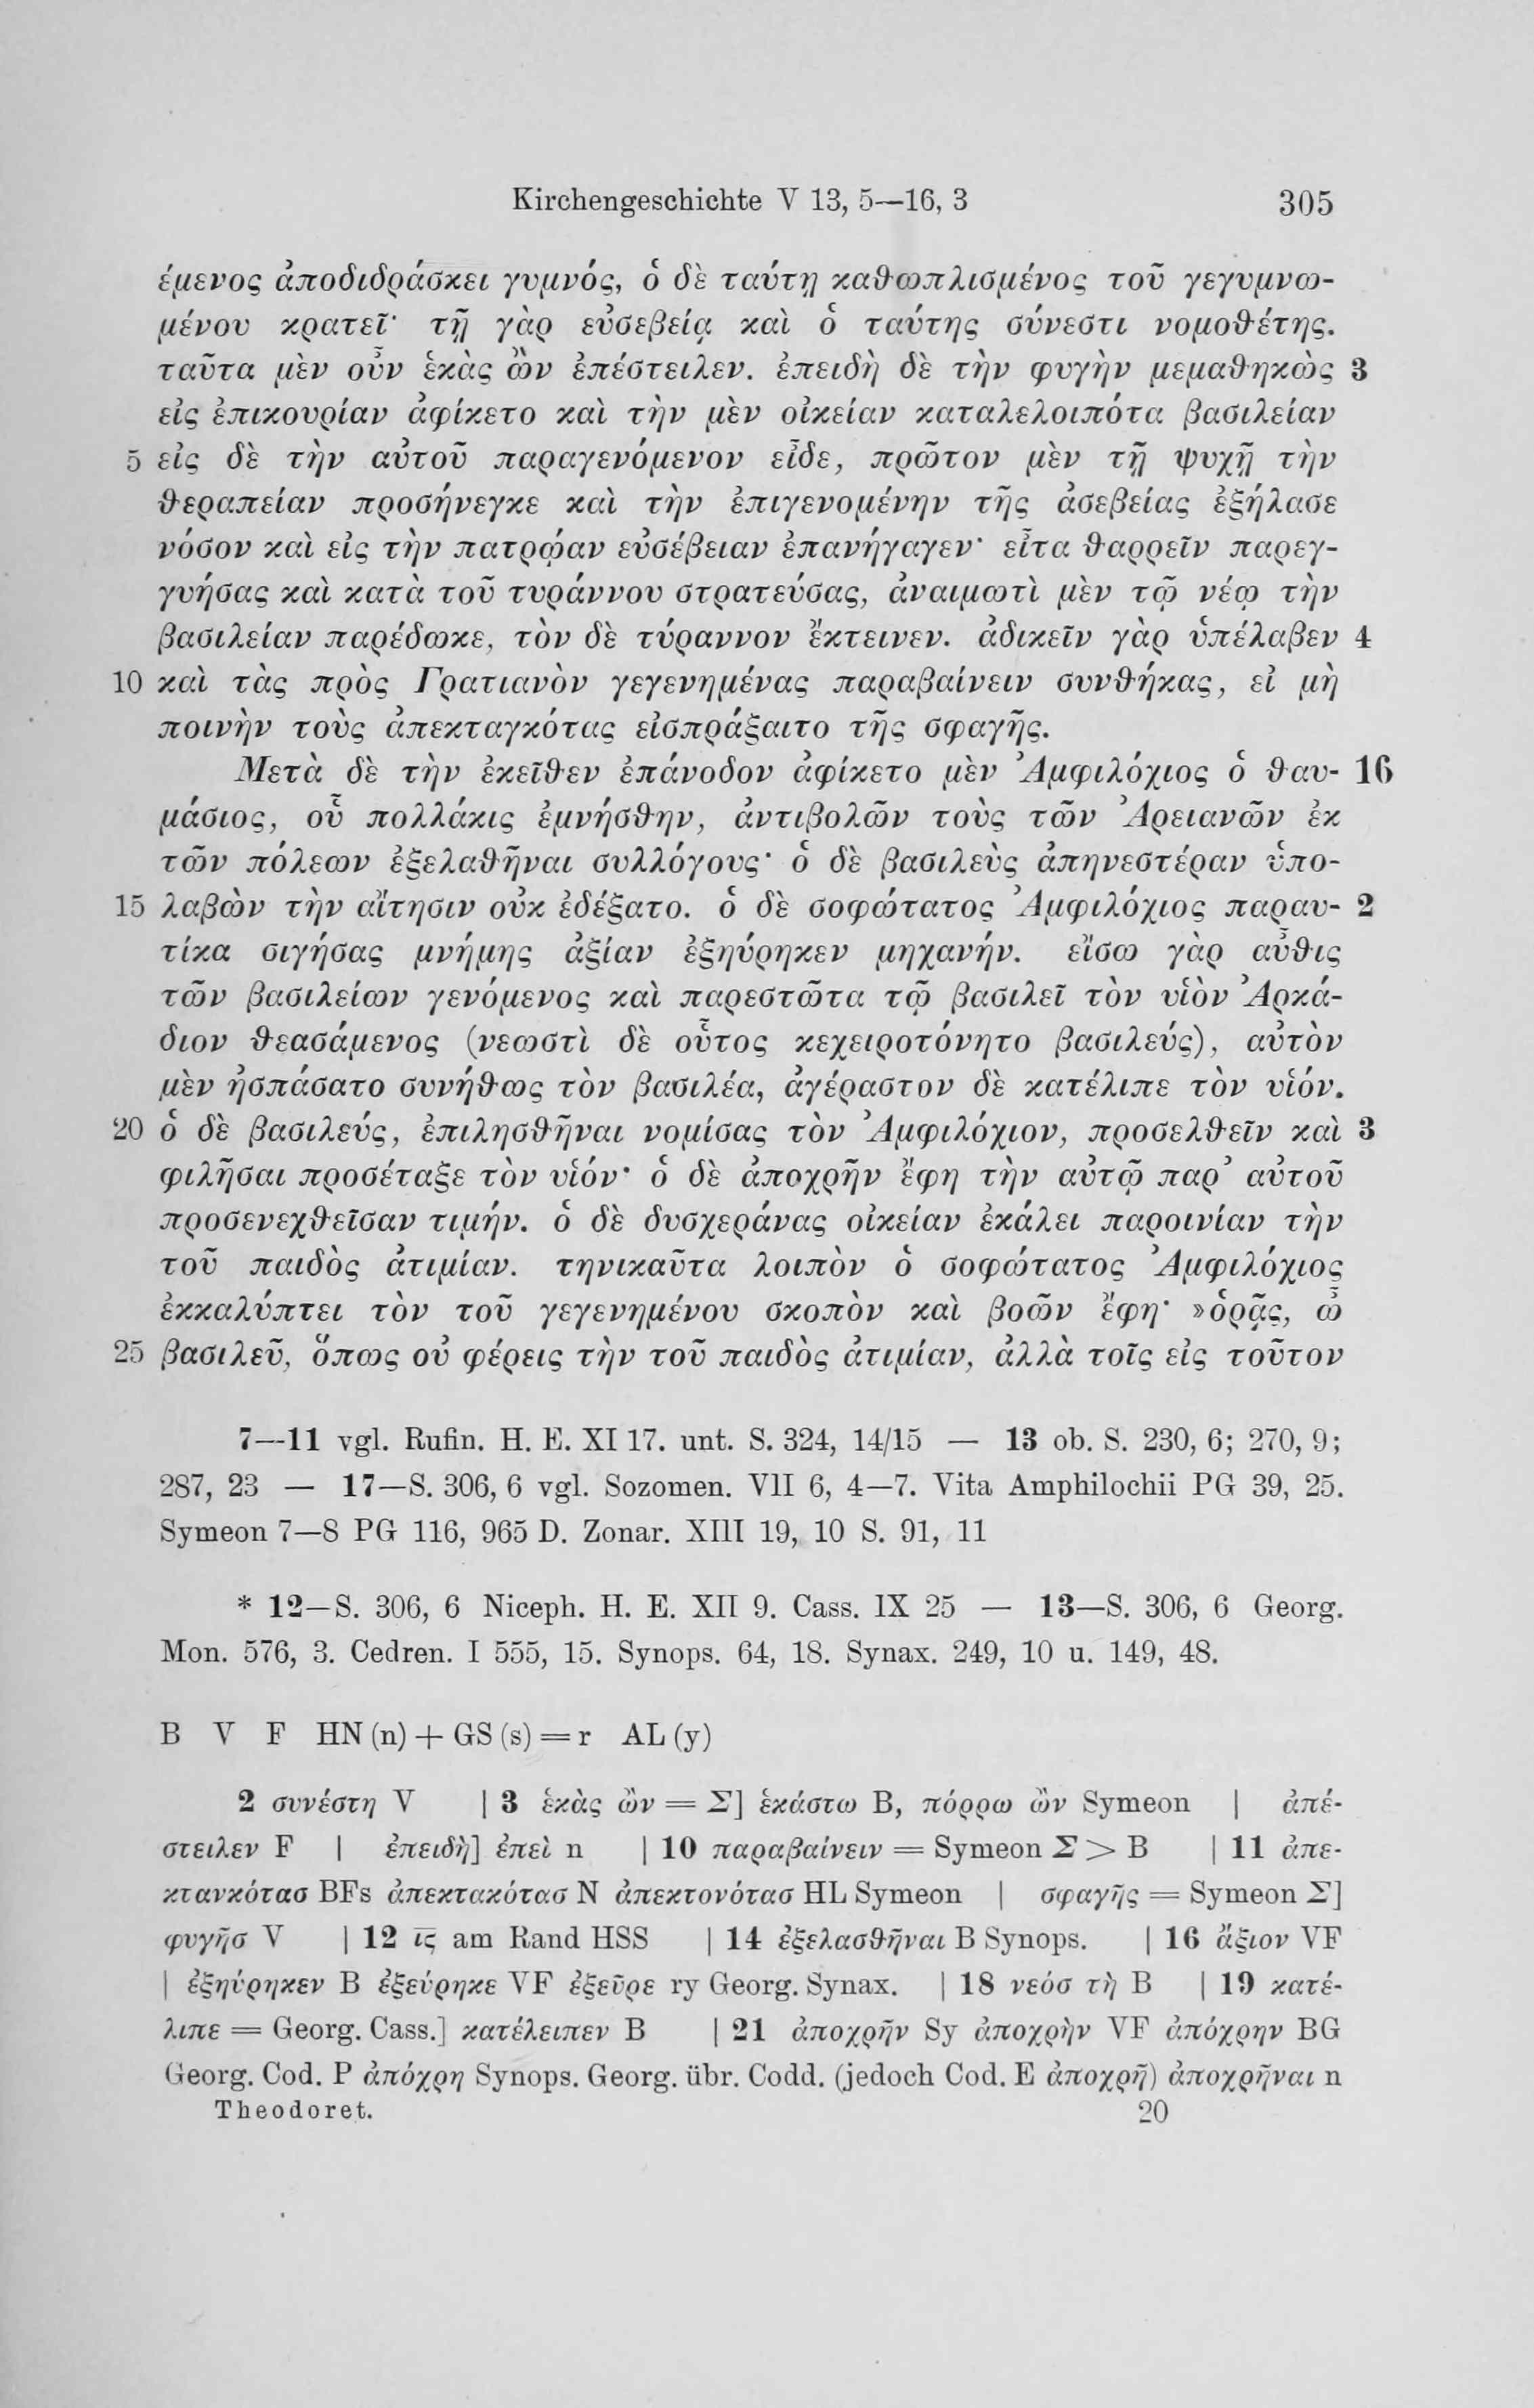 Kirchengeschichte V 13, 5—16, 3 305
έμενος ἀποδιδράσκει γυμνός, ὁ δὲ ταύτῃ καθωπλισμένος τοῦ γεγυμνω-
μένου κρατεῖ· τῇ γὰρ εὐσεβείᾳ καὶ ὁ ταύτης σύνεστι νομοθέτης.
ταῦτα μὲν οὖν ἑκὰς ὢν ἐπέστειλεν. ἐπειδὴ δὲ τὴν φυγὴν μεμαθηκὼς 3
εἰς ἐπικουρίαν ἀφίκετο καὶ τὴν μὲν οἰκείαν καταλελοιπότα βασιλείαν
5 εἰς δὲ τὴν αὐτοῦ παραγενόμενον εἶδε, πρῶτον μὲν τῇ ψυχῇ τὴν
θεραπείαν προσήνεγκε καὶ τὴν ἐπιγενομένην τῆς ἀσεβείας ἐξήλασε
νόσον καὶ εἰς τὴν πατρῴαν εὐσέβειαν ἐπανήγαγεν· εἶτα θαρρεῖν παρεγ-
γυήσας καὶ κατὰ τοῦ τυράννου στρατεύσας, ἀναιμωτὶ μὲν τῷ νέῳ τὴν
βασιλείαν παρέδωκε, τὸν δὲ τύραννον ἔκτεινεν. ἀδικεῖν γὰρ ὑπέλαβεν 4
10 καὶ τὰς πρὸς Γρατιανὸν γεγενημένας παραβαίνειν συνθήκας, εἰ μὴ
ποινὴν τοὺς ἀπεκταγκότας εἰσπράξαιτο τῆς σφαγῆς.
Μετὰ δὲ τὴν ἐκεῖθεν ἐπάνοδον ἀφίκετο μὲν Ἀμφιλόχιος ὁ θαυ- 16
μάσιος, οὗ πολλάκις ἐμνήσθην, ἀντιβολῶν τοὺς τῶν Ἀρειανῶν ἐκ
τῶν πόλεων ἐξελαθῆναι συλλόγους· ὁ δὲ βασιλεὺς ἀπηνεστέραν ὑπο-
15 λαβὼν τὴν αἴτησιν οὐκ ἐδέξατο. ὁ δὲ σοφώτατος Ἀμφιλόχιος παραυ- 2
τίκα σιγήσας μνήμης ἀξίαν ἐξηύρηκεν μηχανήν. εἴσω γὰρ αὖθις
τῶν βασιλείων γενόμενος καὶ παρεστῶτα τῷ βασιλεῖ τὸν υἱὸν Ἀρκά-
διον θεασάμενος (νεωστὶ δὲ οὗτος κεχειροτόνητο βασιλεύς), αὐτὸν
μὲν ἠσπάσατο συνήθως τὸν βασιλέα, ἀγέραστον δὲ κατέλιπε τὸν υἱόν.
20 ὁ δὲ βασιλεύς, ἐπιλησθῆναι νομίσας τὸν Ἀμφιλόχιον, προσελθεῖν καὶ 3
φιλῆσαι προσέταξε τὸν υἱόν· ὁ δὲ ἀποχρῆν ἔφη τὴν αὐτῷ παρ’ αὐτοῦ
προσενεχθεῖσαν τιμήν. ὁ δὲ δυσχεράνας οἰκείαν ἐκάλει παροινίαν τὴν
τοῦ παιδὸς ἀτιμίαν. τηνικαῦτα λοιπὸν ὁ σοφώτατος Ἀμφιλόχιος
ἐκκαλύπτει τὸν τοῦ γεγενημένου σκοπὸν καὶ βοῶν ἔφη· »ὁρᾷς, ὦ
25 βασιλεῦ, ὅπως οὐ φέρεις τὴν τοῦ παιδὸς ἀτιμίαν, ἀλλὰ τοῖς εἰς τοῦτον
7—11 vgl. Rufin. H. E. XI 17. unt. S. 324, 14/15 — 13 ob. S. 230, 6; 270, 9;
287, 23 — 17—S. 306, 6 vgl. Sozomen. VII 6, 4—7. Vita Amphilochii PG 39, 25.
Symeon 7—8 PG 116, 965 D. Zonar. XIII 19, 10 S. 91, 11
* 12—S. 306, 6 Niceph. H. E. XII 9. Cass. IX 25 — 13—S. 306, 6 Georg.
Mon. 576, 3. Cedren. I 555, 15. Synops. 64, 18. Synax. 249, 10 u. 149, 48.
B V F HN (n) + GS (s) = r AL (y)
2 συνέστη V | 3 ἑκὰς ὢν = Σ] ἑκάστω B, πόρρω ὢν Symeon | ἀπέ-
στειλεν F | ἐπειδὴ] ἐπεὶ n | 10 παραβαίνειν = Symeon Σ > B | 11 ἀπε-
κτανκότασ BFs ἀπεκτακότασ N ἀπεκτονότασ HL Symeon | σφαγῆς = Symeon Σ]
φυγῆσ V | 12 ις am Rand HSS | 14 ἐξελασθῆναι B Synops. | 16 ἄξιον VF
| ἐξηύρηκεν B ἐξεύρηκε VF ἐξεῦρε ry Georg. Synax. | 18 νεόσ τὴ B | 19 κατέ-
λιπε = Georg. Cass.] κατέλειπεν B | 21 ἀποχρῆν Sy ἀποχρὴν VF ἀπόχρην BG
Georg. Cod. P ἀπόχρη Synops. Georg. übr. Codd. (jedoch Cod. E ἀποχρῆ) ἀποχρῆναι n
Theodoret. 20